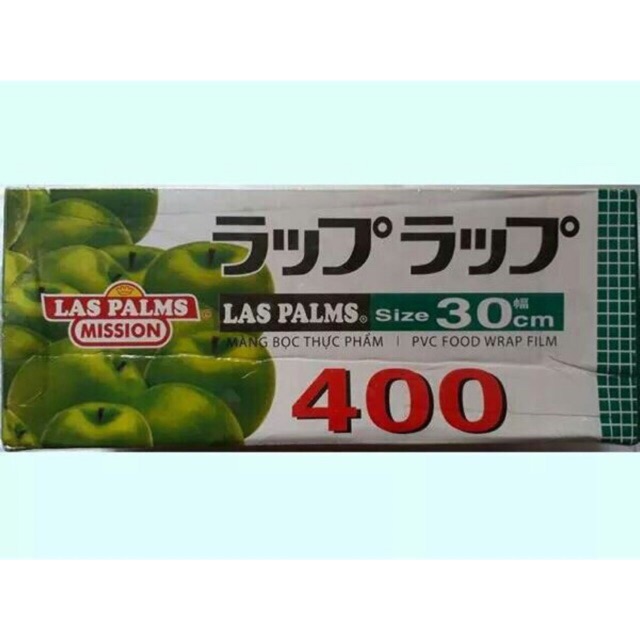 ラップラップ
LAS PALMS
MISSION
LAS PALMS® Size 30cm 幅
MÀNG BỌC THỰC PHẨM | PVC FOOD WRAP FILM
400